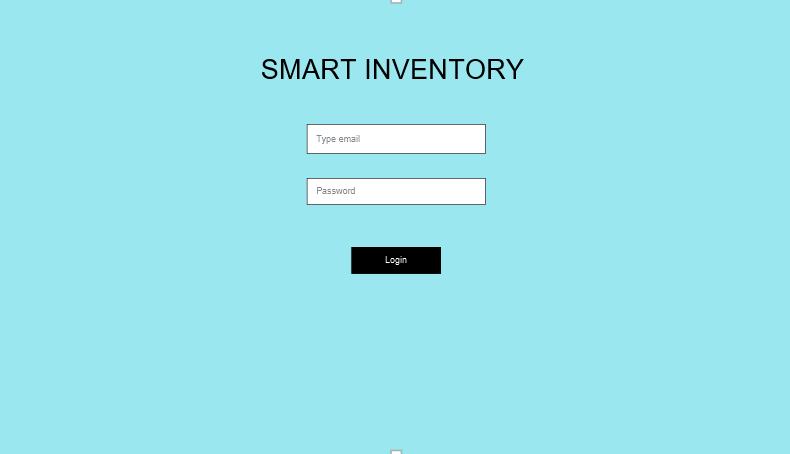 SMART INVENTORY
Type email
Password
Login